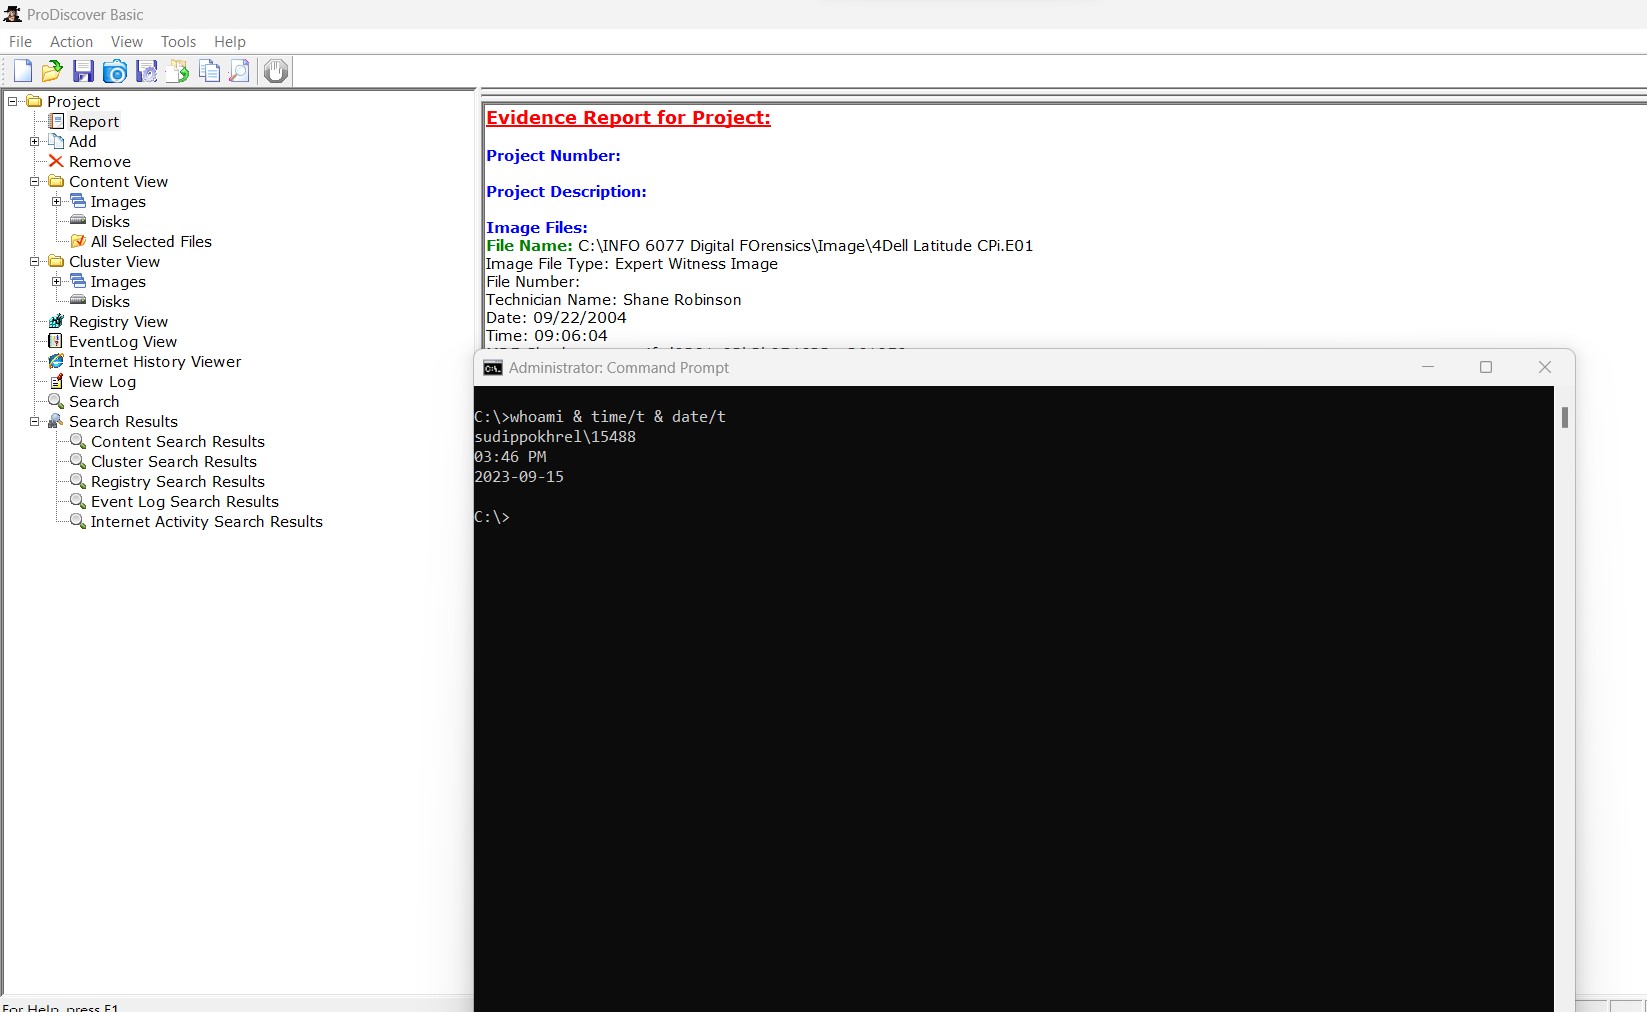 ProDiscover Basic
File Action View Tools Help
Project
Report
Add
Remove
Content View
Images
Disks
All Selected Files
Cluster View
Images
Disks
Registry View
EventLog View
Internet History Viewer
View Log
Search
Search Results
Content Search Results
Cluster Search Results
Registry Search Results
Event Log Search Results
Internet Activity Search Results
Evidence Report for Project:
Project Number:
Project Description:
Image Files:
File Name: C:\INFO 6077 Digital FOrensics\Image\4Dell Latitude CPi.E01
Image File Type: Expert Witness Image
File Number:
Technician Name: Shane Robinson
Date: 09/22/2004
Time: 09:06:04
Administrator: Command Prompt
C:\>whoami & time/t & date/t
sudippokhrel\15488
03:46 PM
2023-09-15
C:\>
For Help, press F1